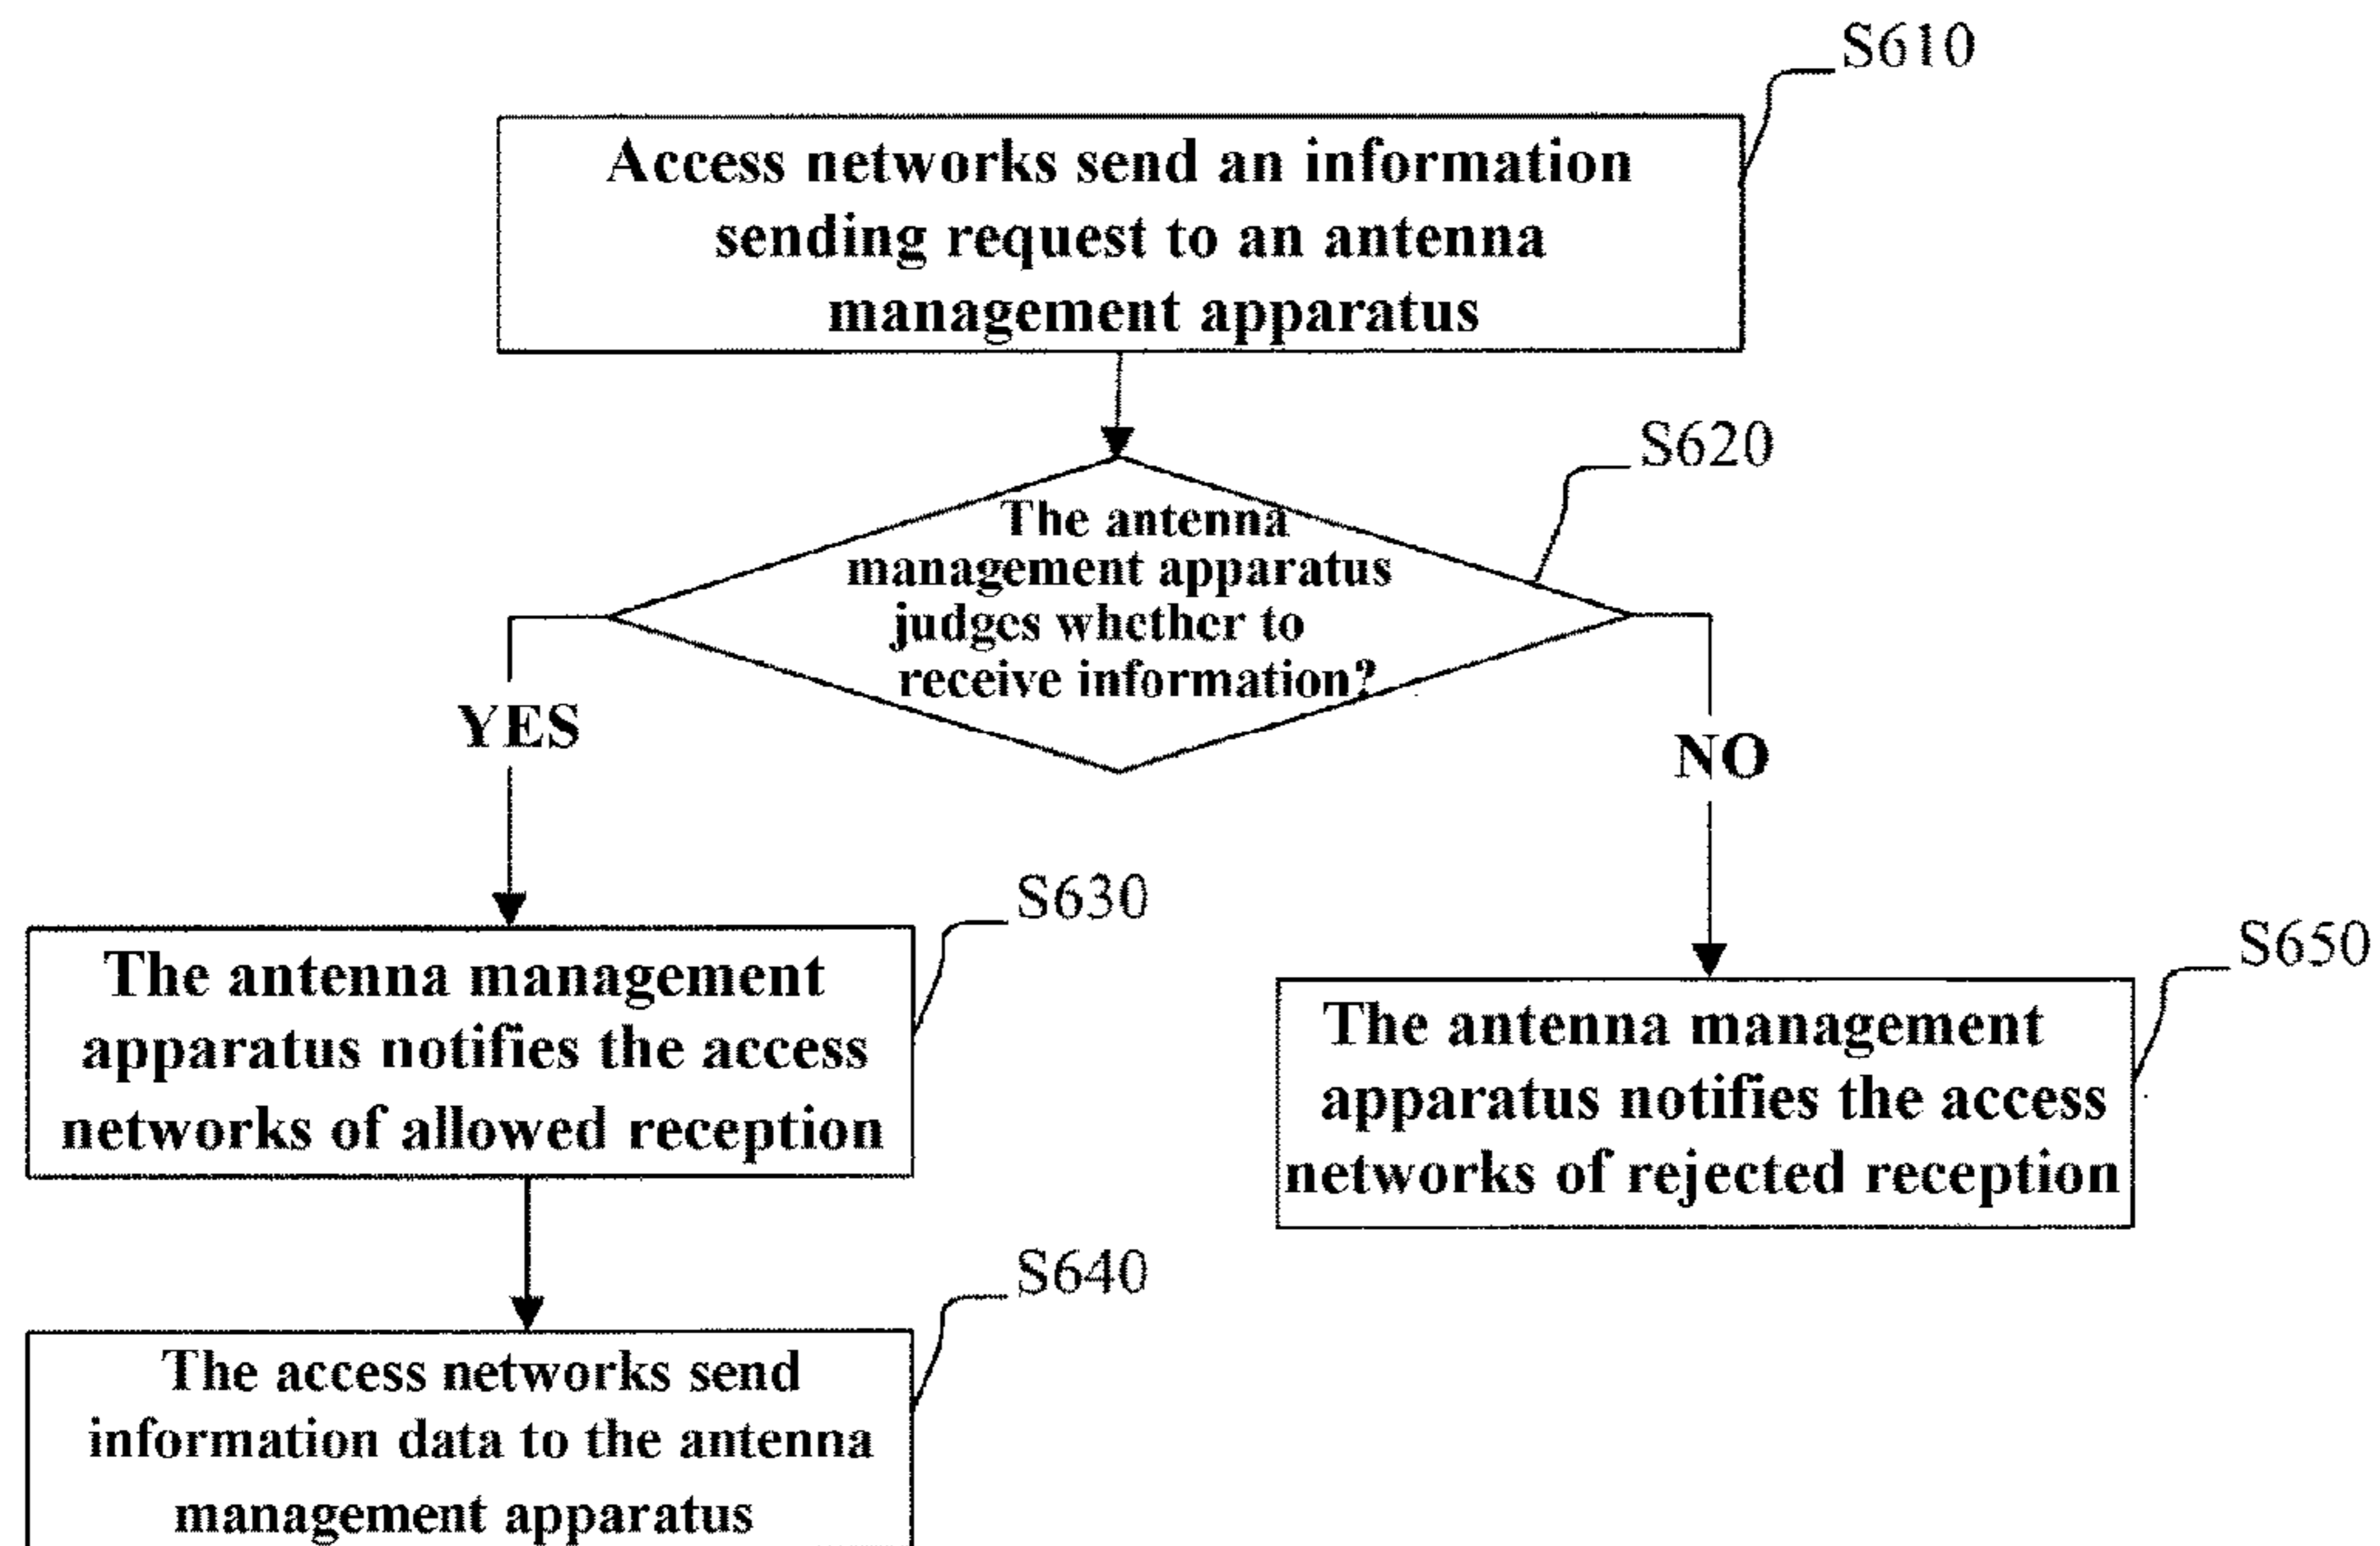 S610
Access networks send an information
sending request to an antenna
management apparatus
S620
The antenna
management apparatus
judges whether to
receive information?
YES
NO
S630
The antenna management
apparatus notifies the access
networks of allowed reception
S650
The antenna management
apparatus notifies the access
networks of rejected reception
S640
The access networks send
information data to the antenna
management apparatus